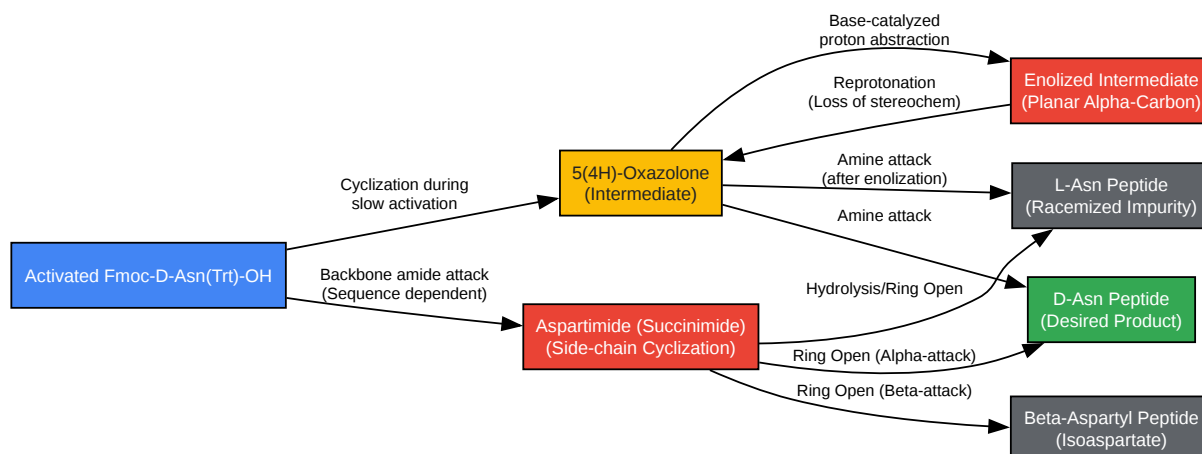 Base-catalyzed
proton abstraction
Enolized Intermediate
(Planar Alpha-Carbon)
Reprotonation
(Loss of stereochem)
5(4H)-Oxazolone
(Intermediate)
Amine attack
(after enolization)
L-Asn Peptide
(Racemized Impurity)
Cyclization during
slow activation
Amine attack
Activated Fmoc-D-Asn(Trt)-OH
Backbone amide attack
(Sequence dependent)
Hydrolysis/Ring Open
D-Asn Peptide
(Desired Product)
Aspartimide (Succinimide)
(Side-chain Cyclization)
Ring Open (Alpha-attack)
Ring Open (Beta-attack)
Beta-Aspartyl Peptide
(Isoaspartate)